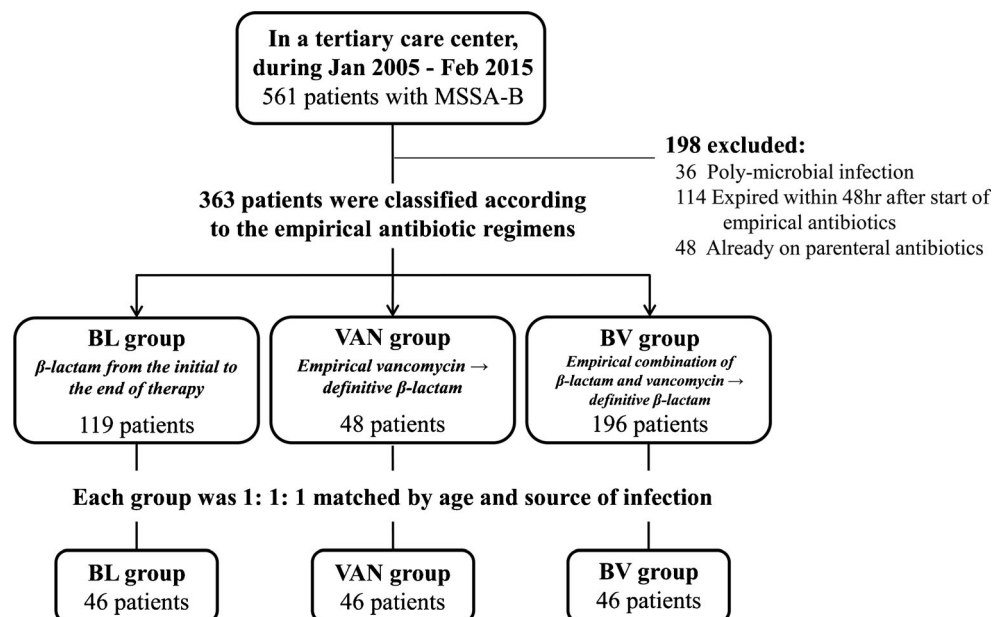 In a tertiary care center,
during Jan 2005 - Feb 2015
561 patients with MSSA-B
198 excluded:
36 Poly-microbial infection
114 Expired within 48hr after start of
empirical antibiotics
48 Already on parenteral antibiotics
363 patients were classified according
to the empirical antibiotic regimens
BL group
β-lactam from the initial to
the end of therapy
119 patients
VAN group
Empirical vancomycin →
definitive β-lactam
48 patients
BV group
Empirical combination of
β-lactam and vancomycin →
definitive β-lactam
196 patients
Each group was 1: 1: 1 matched by age and source of infection
BL group
46 patients
VAN group
46 patients
BV group
46 patients